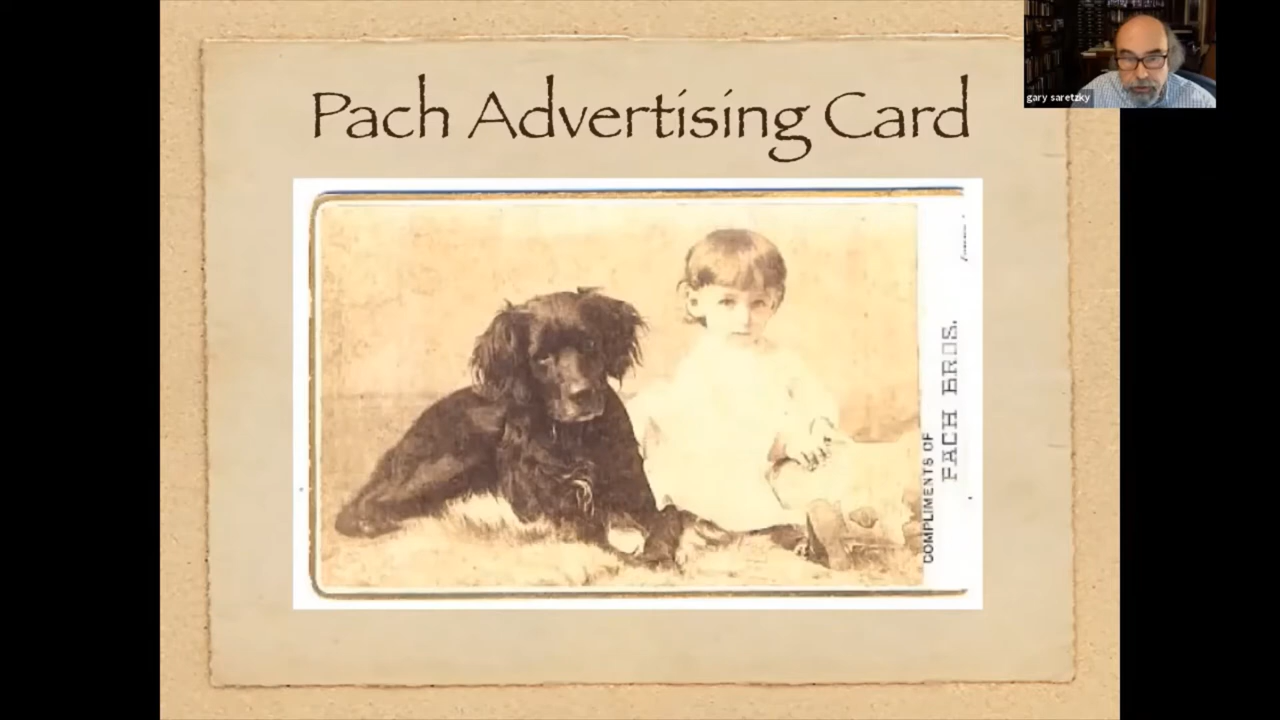 Pach Advertising Card
gary saretzky
COMPLIMENTS OF
PACH BROS.